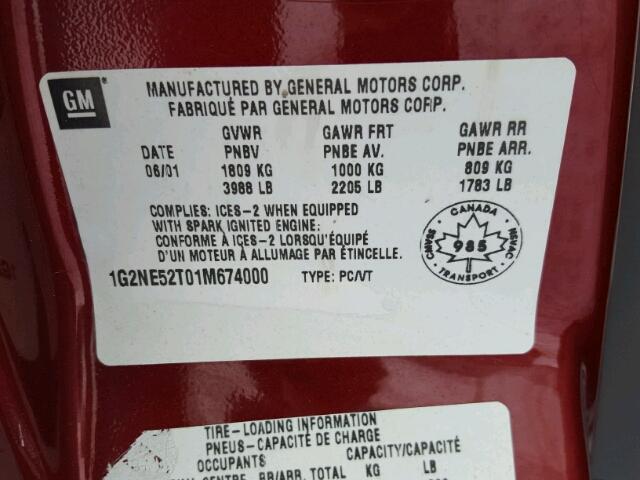 GM
MANUFACTURED BY GENERAL MOTORS CORP.
FABRIQUÉ PAR GENERAL MOTORS CORP.
GVWR GAWR FRT GAWR RR
DATE PNBV PNBE AV. PNBE ARR.
06/01 1809 KG 1000 KG 809 KG
3988 LB 2205 LB 1783 LB
COMPLIES: ICES-2 WHEN EQUIPPED
WITH SPARK IGNITED ENGINE:
CONFORME À ICES-2 LORSQU'ÉQUIPÉ
D'UN MOTEUR À ALLUMAGE PAR ÉTINCELLE.
CANADA
CMVSS 985 NSVAC
TRANSPORT
1G2NE52T01M674000 TYPE: PC/VT
TIRE-LOADING INFORMATION
PNEUS-CAPACITÉ DE CHARGE
OCCUPANTS CAPACITY/CAPACITÉ
CENTR. RR/ARR. TOTAL KG LB